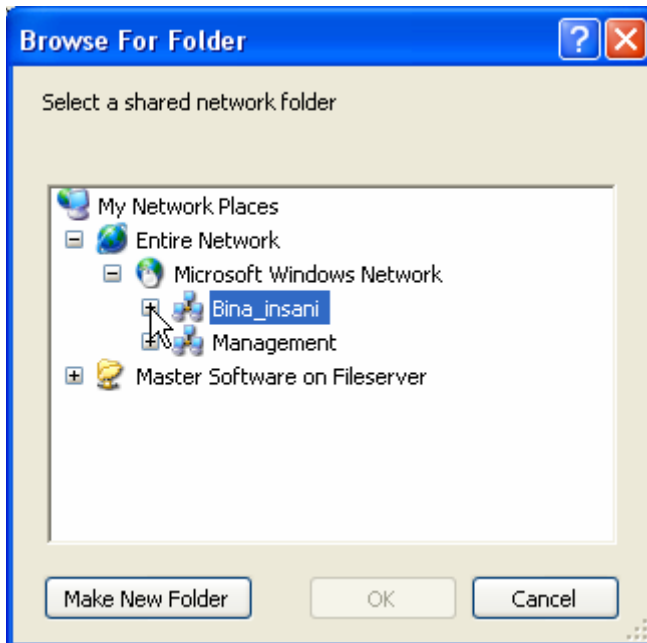 Browse For Folder
Select a shared network folder
My Network Places
Entire Network
Microsoft Windows Network
Bina_insani
Management
Master Software on Fileserver
Make New Folder OK Cancel